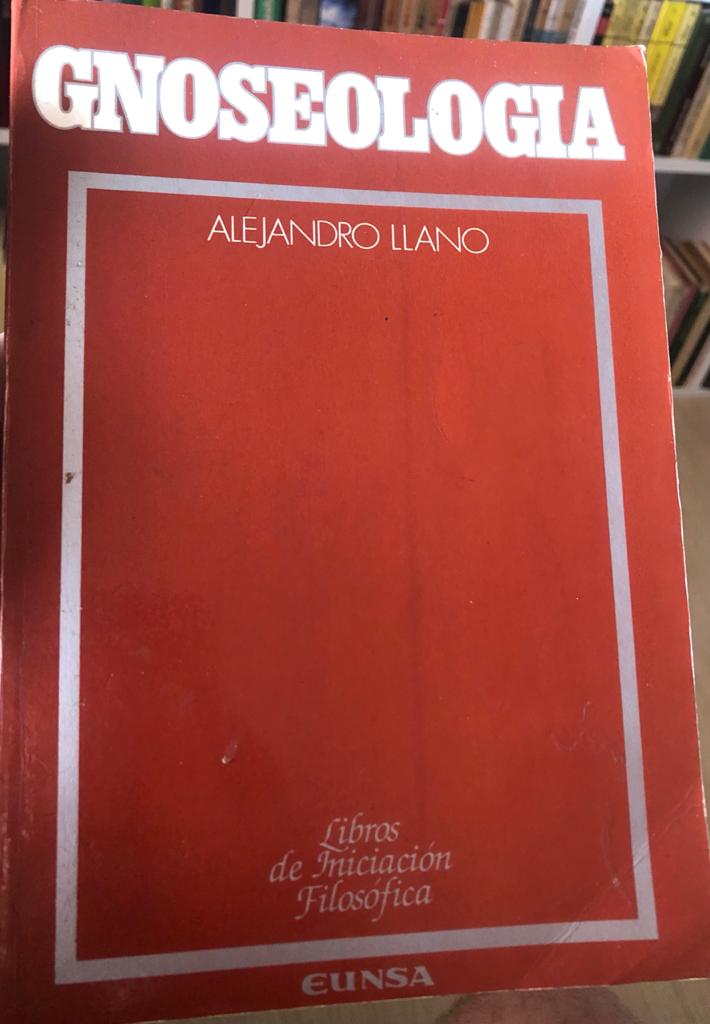 GNOSEOLOGIA
ALEJANDRO LLANO
Libros
de Iniciación
Filosófica
EUNSA